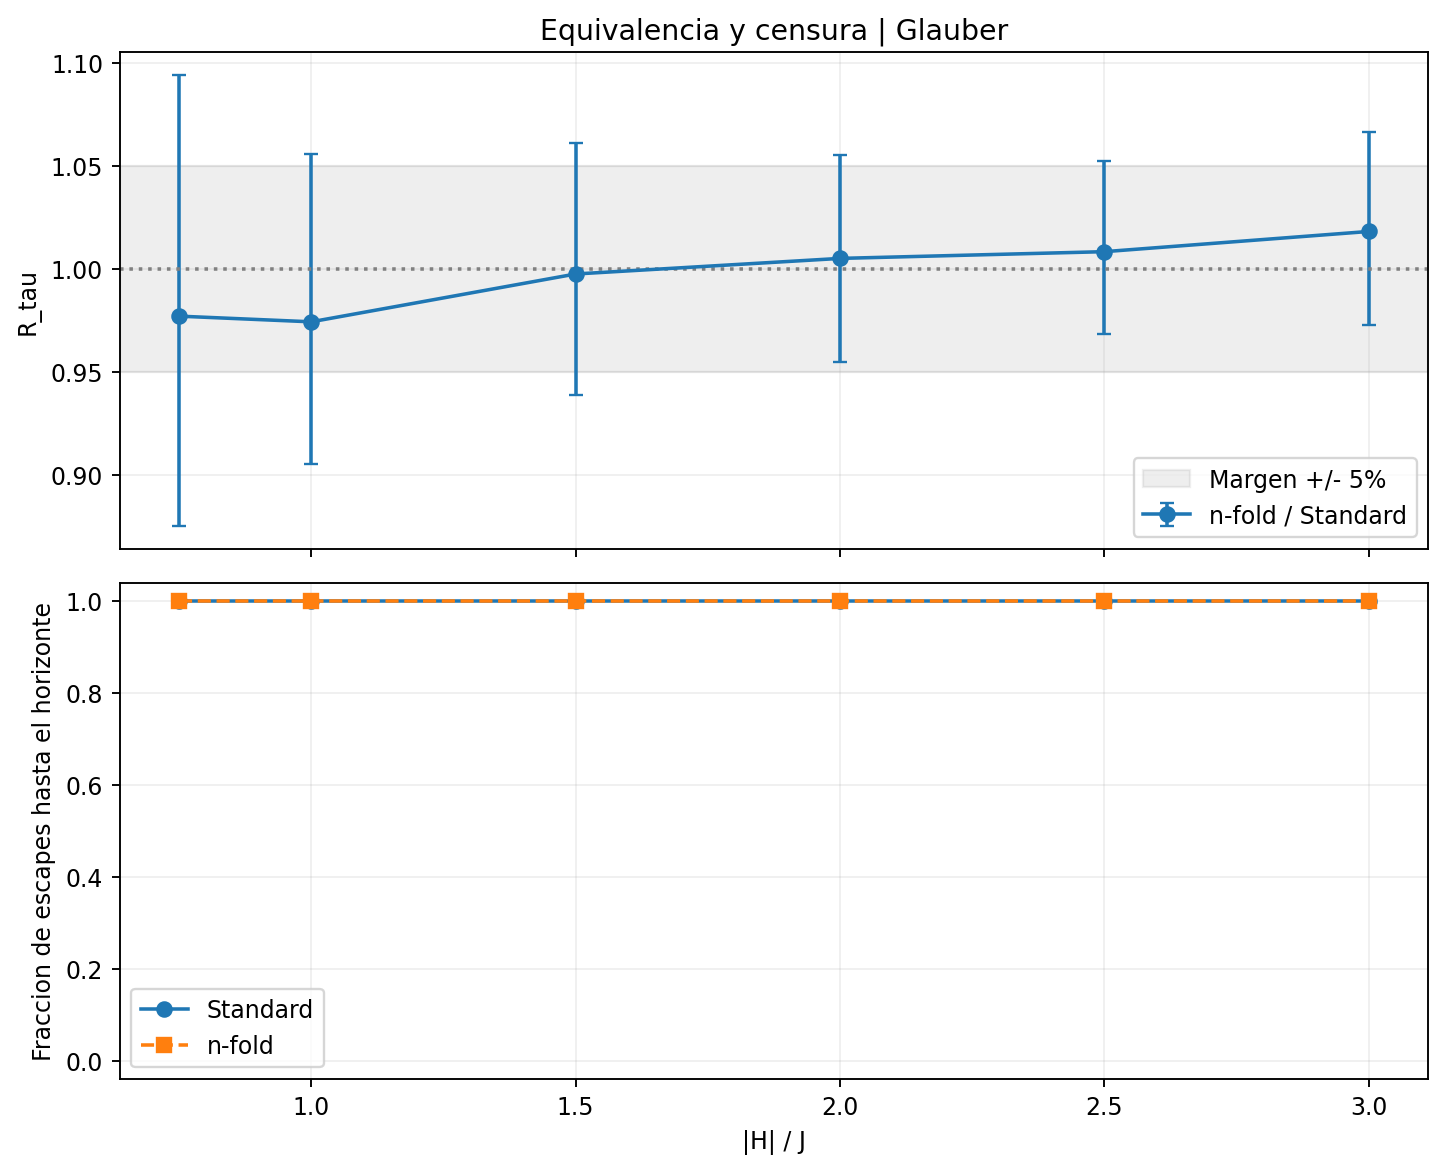 Equivalencia y censura | Glauber
1.10
1.05
1.00
0.95
0.90
R_tau
Margen +/- 5%
n-fold / Standard
1.0
0.8
0.6
0.4
0.2
0.0
Fraccion de escapes hasta el horizonte
Standard
n-fold
1.0
1.5
2.0
2.5
3.0
|H| / J